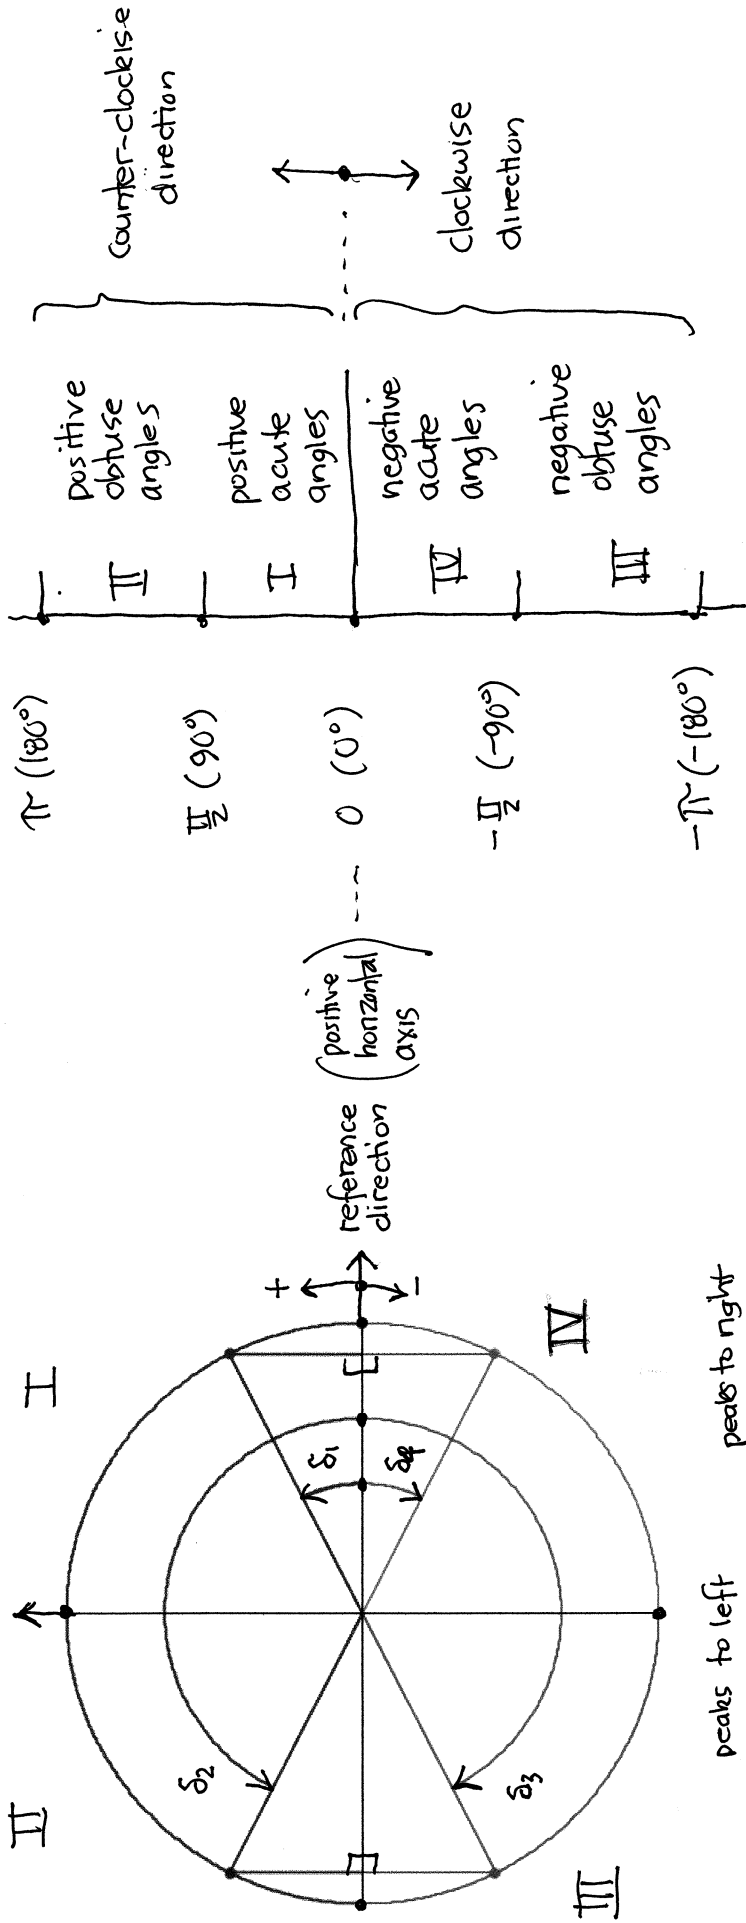 II
I
δ2
δ1
+
-
δ3
δ4
III
IV
peaks to left
peaks to right
reference
direction
(positive
horizontal
axis)
π (180°)
π/2 (90°)
0 (0°)
-π/2 (-90°)
-π (-180°)
II
positive
obtuse
angles
I
positive
acute
angles
IV
negative
acute
angles
III
negative
obtuse
angles
counter-clockise
direction
clockwise
direction